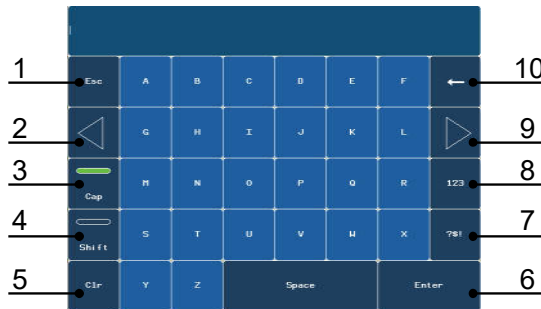 1 Esc A B C D E F ← 10
2 G H I J K L 9
3 Cap M N O P Q R 123 8
4 Shift S T U V W X ?$! 7
5 Clr Y Z Space Enter 6